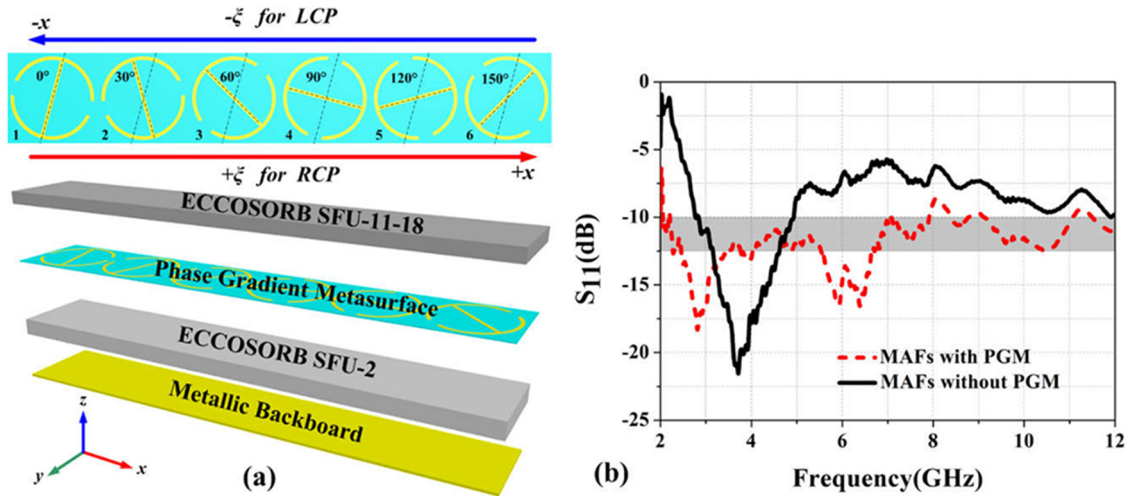 -ξ for LCP
-x
0° 30° 60° 90° 120° 150°
1 2 3 4 5 6
+ξ for RCP
+x
ECCOSORB SFU-11-18
Phase Gradient Metasurface
ECCOSORB SFU-2
Metallic Backboard
z
y
x
(a)
0
-5
-10
-15
-20
-25
S11(dB)
MAFs with PGM
MAFs without PGM
2 4 6 8 10 12
Frequency(GHz)
(b)